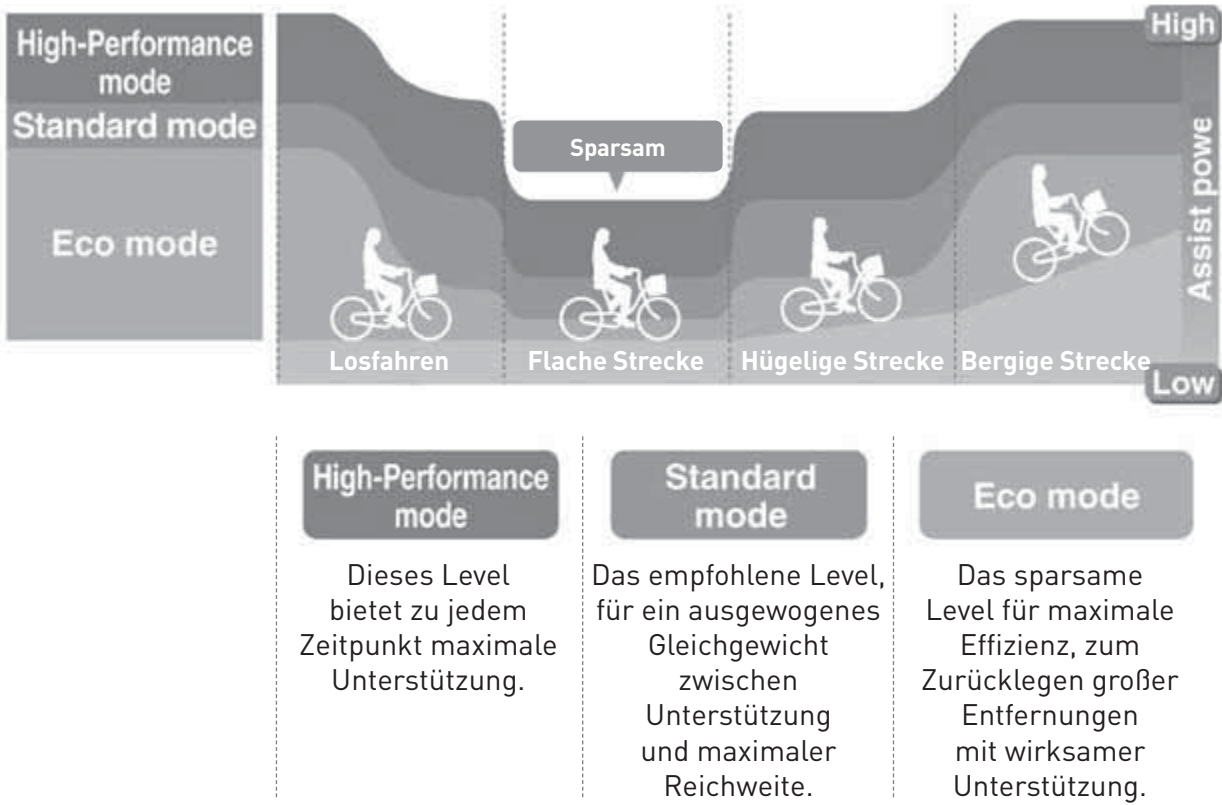 High-Performance
mode
Standard mode
Eco mode
Sparsam
High
Assist powe
Low
Losfahren
Flache Strecke
Hügelige Strecke
Bergige Strecke
High-Performance
mode
Dieses Level
bietet zu jedem
Zeitpunkt maximale
Unterstützung.
Standard
mode
Das empfohlene Level,
für ein ausgewogenes
Gleichgewicht
zwischen
Unterstützung
und maximaler
Reichweite.
Eco mode
Das sparsame
Level für maximale
Effizienz, zum
Zurücklegen großer
Entfernungen
mit wirksamer
Unterstützung.